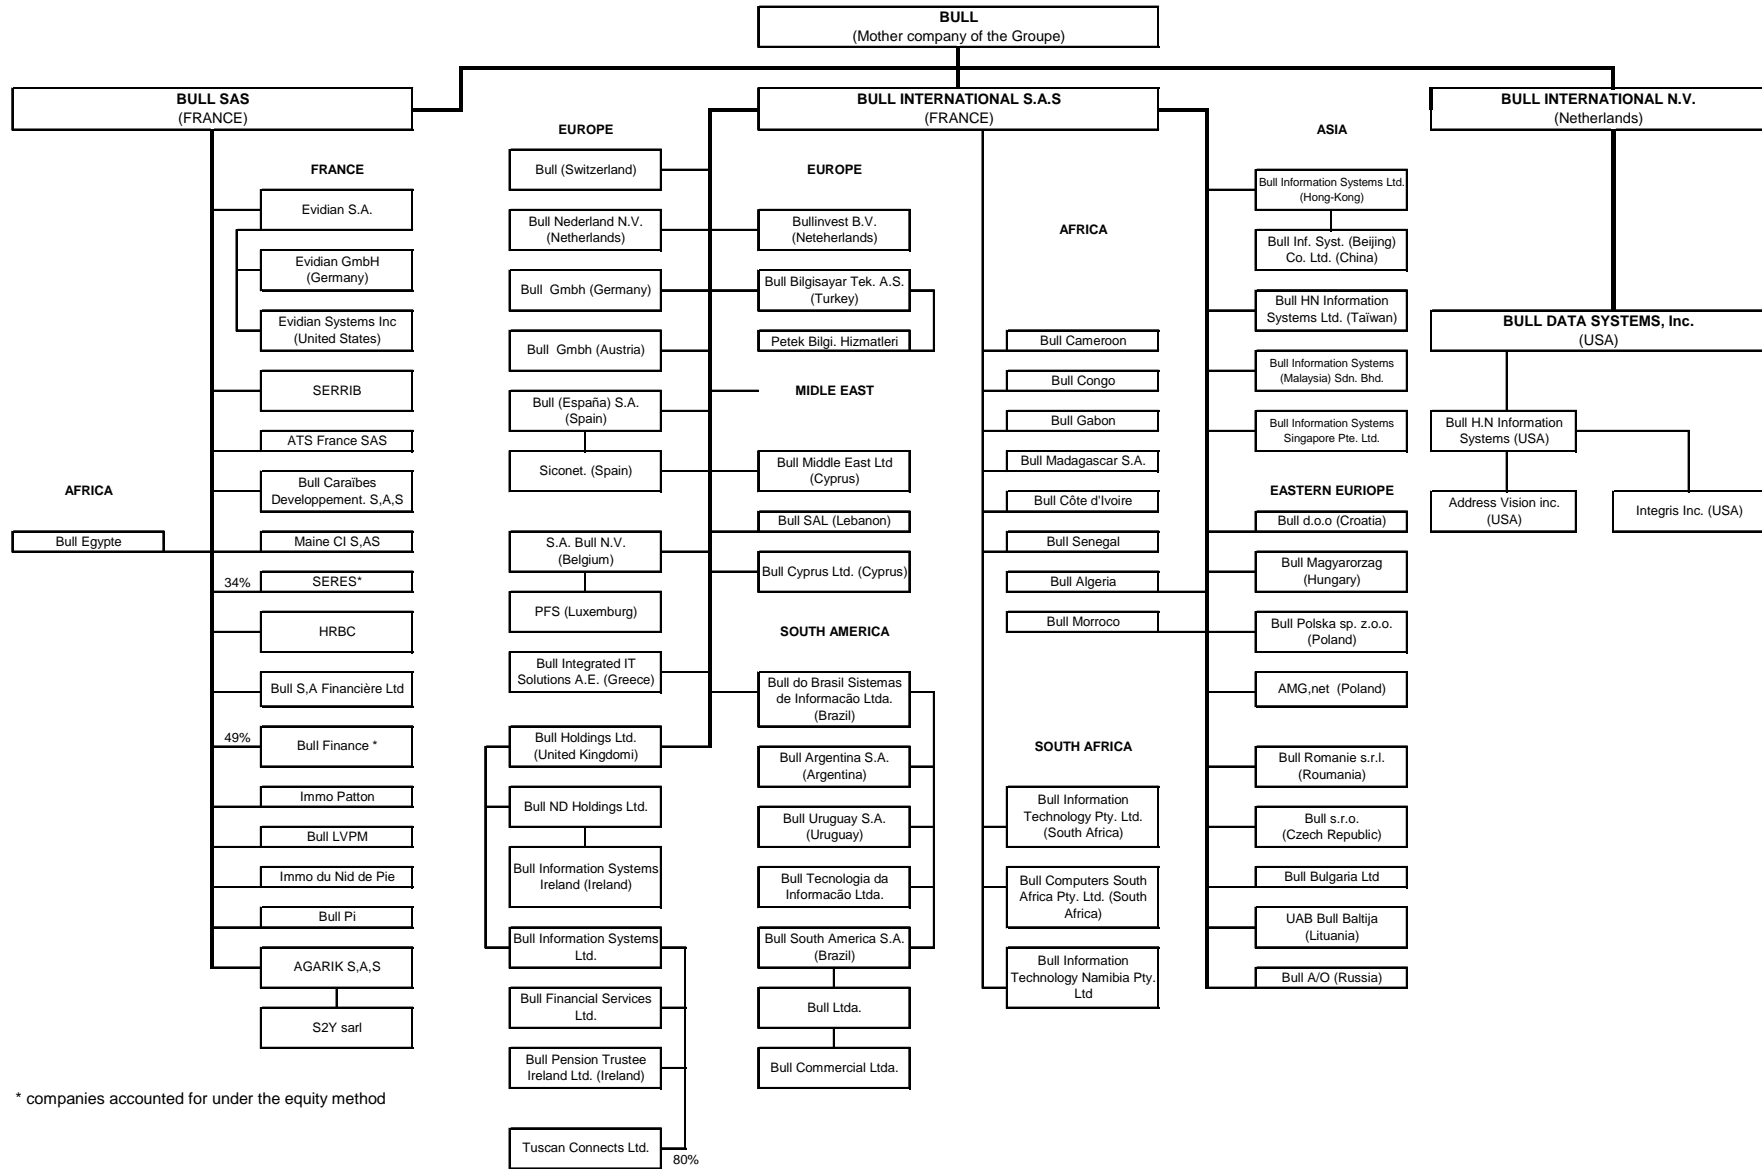 BULL
(Mother company of the Groupe)
BULL SAS
(FRANCE)
BULL INTERNATIONAL S.A.S
(FRANCE)
BULL INTERNATIONAL N.V.
(Netherlands)
AFRICA
Bull Egypte
FRANCE
Evidian S.A.
Evidian GmbH
(Germany)
Evidian Systems Inc
(United States)
SERRIB
ATS France SAS
Bull Caraïbes
Developpement. S,A,S
Maine CI S,AS
34%
SERES*
HRBC
Bull S,A Financière Ltd
49%
Bull Finance *
Immo Patton
Bull LVPM
Immo du Nid de Pie
Bull Pi
AGARIK S,A,S
S2Y sarl
EUROPE
Bull (Switzerland)
Bull Nederland N.V.
(Netherlands)
Bull Gmbh (Germany)
Bull Gmbh (Austria)
Bull (España) S.A.
(Spain)
Siconet. (Spain)
S.A. Bull N.V.
(Belgium)
PFS (Luxemburg)
Bull Integrated IT
Solutions A.E. (Greece)
Bull Holdings Ltd.
(United Kingdomi)
Bull ND Holdings Ltd.
Bull Information Systems
Ireland (Ireland)
Bull Information Systems
Ltd.
Bull Financial Services
Ltd.
Bull Pension Trustee
Ireland Ltd. (Ireland)
Tuscan Connects Ltd.
80%
EUROPE
Bullinvest B.V.
(Neteherlands)
Bull Bilgisayar Tek. A.S.
(Turkey)
Petek Bilgi. Hizmatleri
MIDLE EAST
Bull Middle East Ltd
(Cyprus)
Bull SAL (Lebanon)
Bull Cyprus Ltd. (Cyprus)
SOUTH AMERICA
Bull do Brasil Sistemas
de Informacão Ltda.
(Brazil)
Bull Argentina S.A.
(Argentina)
Bull Uruguay S.A.
(Uruguay)
Bull Tecnologia da
Informacão Ltda.
Bull South America S.A.
(Brazil)
Bull Ltda.
Bull Commercial Ltda.
AFRICA
Bull Cameroon
Bull Congo
Bull Gabon
Bull Madagascar S.A.
Bull Côte d'Ivoire
Bull Senegal
Bull Algeria
Bull Morroco
SOUTH AFRICA
Bull Information
Technology Pty. Ltd.
(South Africa)
Bull Computers South
Africa Pty. Ltd. (South
Africa)
Bull Information
Technology Namibia Pty.
Ltd
ASIA
Bull Information Systems Ltd.
(Hong-Kong)
Bull Inf. Syst. (Beijing)
Co. Ltd. (China)
Bull HN Information
Systems Ltd. (Taïwan)
Bull Information Systems
(Malaysia) Sdn. Bhd.
Bull Information Systems
Singapore Pte. Ltd.
EASTERN EURIOPE
Bull d.o.o (Croatia)
Bull Magyarorzag
(Hungary)
Bull Polska sp. z.o.o.
(Poland)
AMG,net (Poland)
Bull Romanie s.r.l.
(Roumania)
Bull s.r.o.
(Czech Republic)
Bull Bulgaria Ltd
UAB Bull Baltija
(Lituania)
Bull A/O (Russia)
BULL DATA SYSTEMS, Inc.
(USA)
Bull H.N Information
Systems (USA)
Address Vision inc.
(USA)
Integris Inc. (USA)
* companies accounted for under the equity method